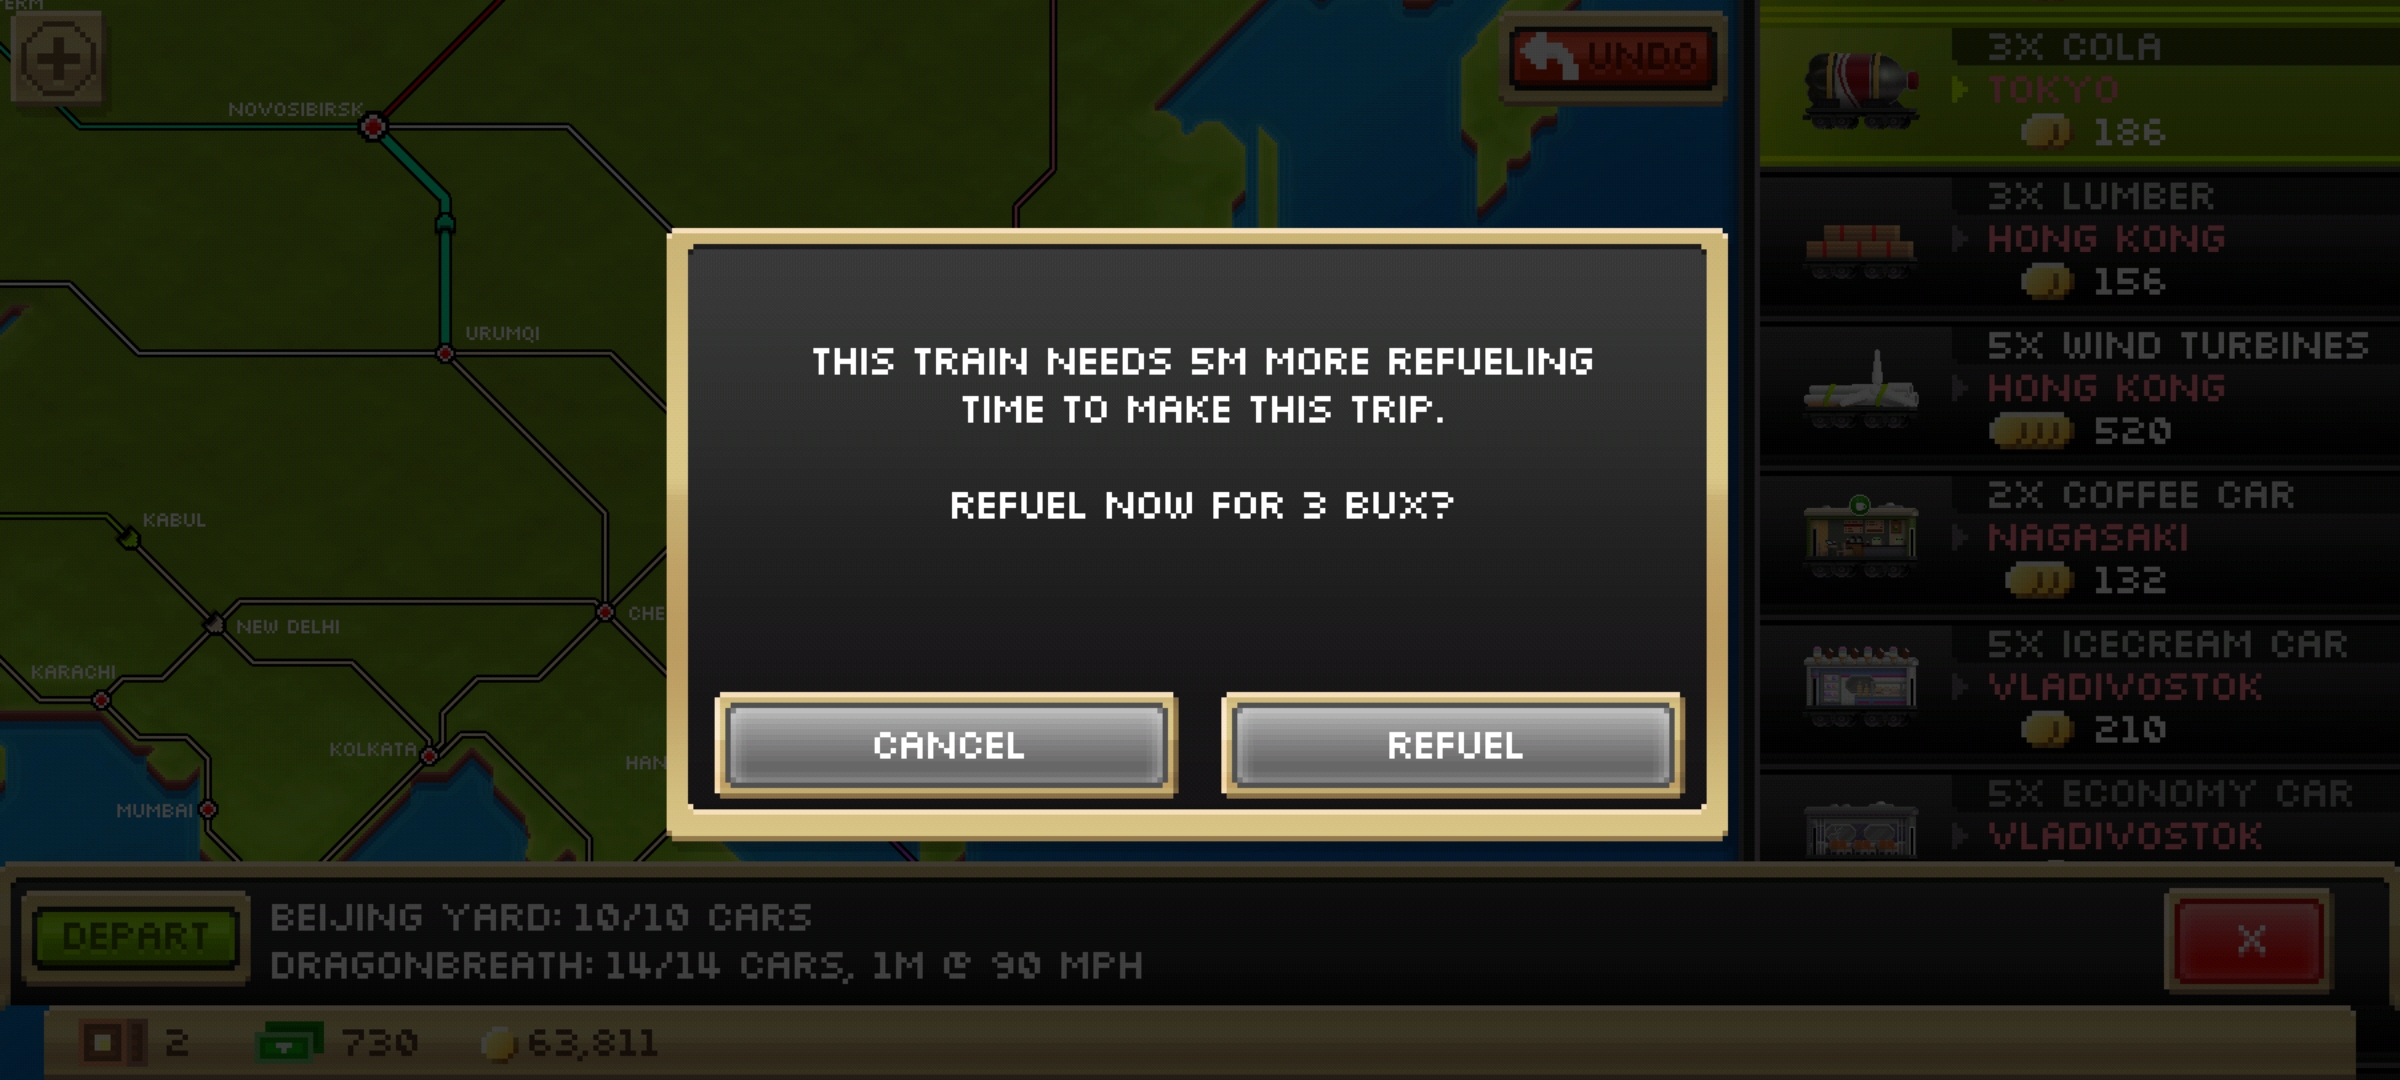 NOVOSIBIRSK
URUMQI
KABUL
NEW DELHI
KARACHI
KOLKATA
MUMBAI
CHE
HAN
UNDO
3X COLA
TOKYO
186
3X LUMBER
HONG KONG
156
5X WIND TURBINES
HONG KONG
520
2X COFFEE CAR
NAGASAKI
132
5X ICECREAM CAR
VLADIVOSTOK
210
5X ECONOMY CAR
VLADIVOSTOK
THIS TRAIN NEEDS 5M MORE REFUELING
TIME TO MAKE THIS TRIP.
REFUEL NOW FOR 3 BUX?
CANCEL
REFUEL
DEPART
BEIJING YARD: 10/10 CARS
DRAGONBREATH: 14/14 CARS, 1M @ 90 MPH
X
2
730
63,811